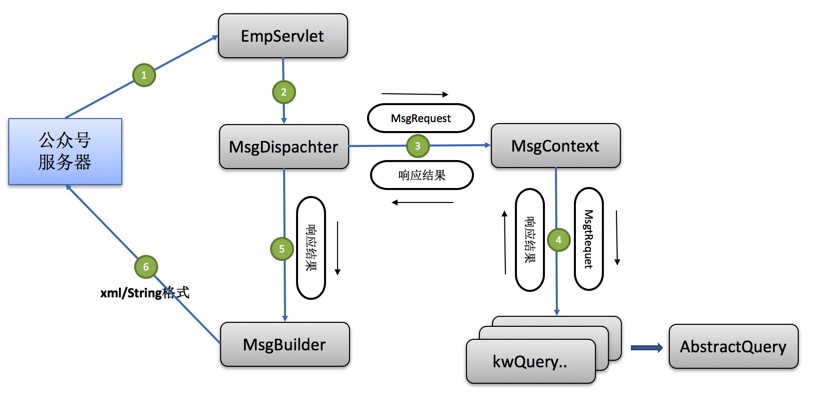 EmpServlet
1
2
MsgDispachter
MsgRequest
3
响应结果
MsgContext
公众号
服务器
响应结果
5
响应结果
4
MsgtRequet
6
xml/String格式
MsgBuilder
kwQuery..
AbstractQuery